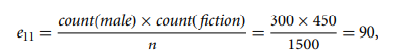 e₁₁ = count(male) × count(fiction) / n = 300 × 450 / 1500 = 90,